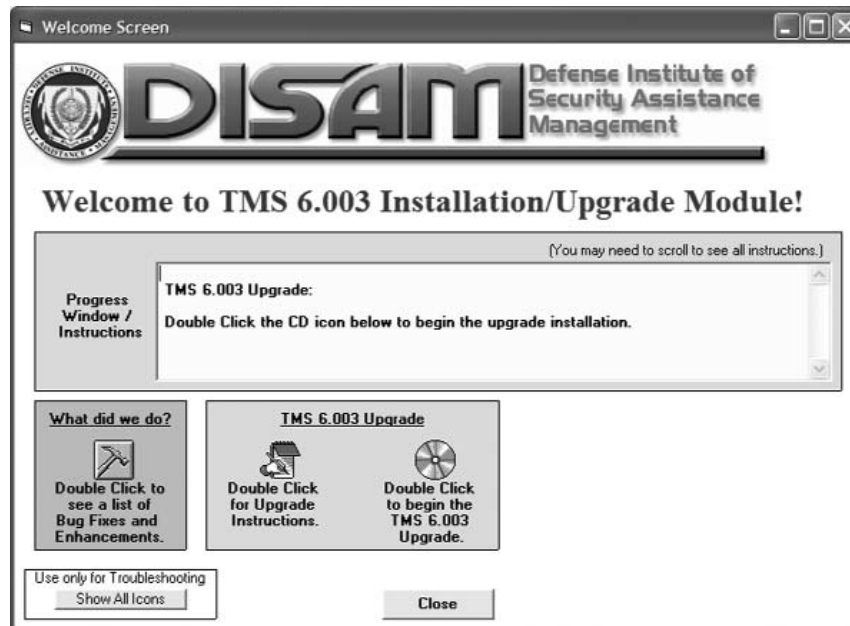 Welcome Screen
DISAM
Defense Institute of
Security Assistance
Management
Welcome to TMS 6.003 Installation/Upgrade Module!
(You may need to scroll to see all instructions.)
Progress
Window /
Instructions
TMS 6.003 Upgrade:
Double Click the CD icon below to begin the upgrade installation.
What did we do?
Double Click to
see a list of
Bug Fixes and
Enhancements.
TMS 6.003 Upgrade
Double Click
for Upgrade
Instructions.
Double Click
to begin the
TMS 6.003
Upgrade.
Use only for Troubleshooting
Show All Icons
Close